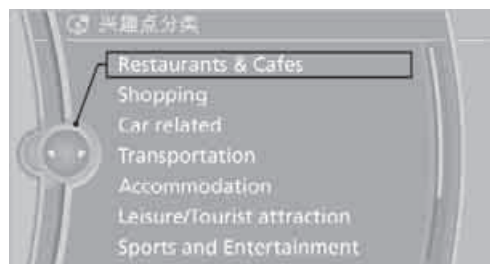 兴趣点分类
Restaurants & Cafes
Shopping
Car related
Transportation
Accommodation
Leisure/Tourist attraction
Sports and Entertainment